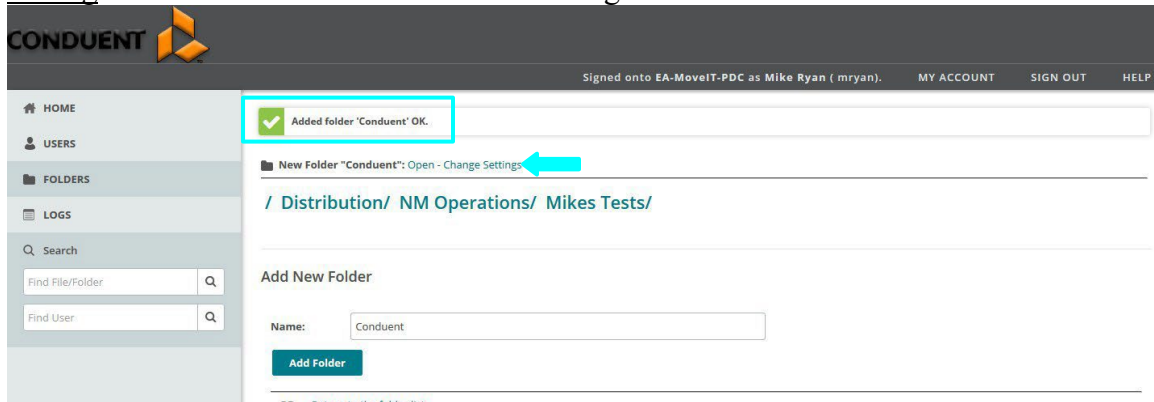 CONDUENT
Signed onto EA-MoveIT-PDC as Mike Ryan ( mryan). MY ACCOUNT SIGN OUT HELP
HOME
USERS
FOLDERS
LOGS
Search
Find File/Folder
Find User
Added folder 'Conduent' OK.
New Folder "Conduent": Open - Change Settings
/ Distribution/ NM Operations/ Mikes Tests/
Add New Folder
Name: Conduent
Add Folder